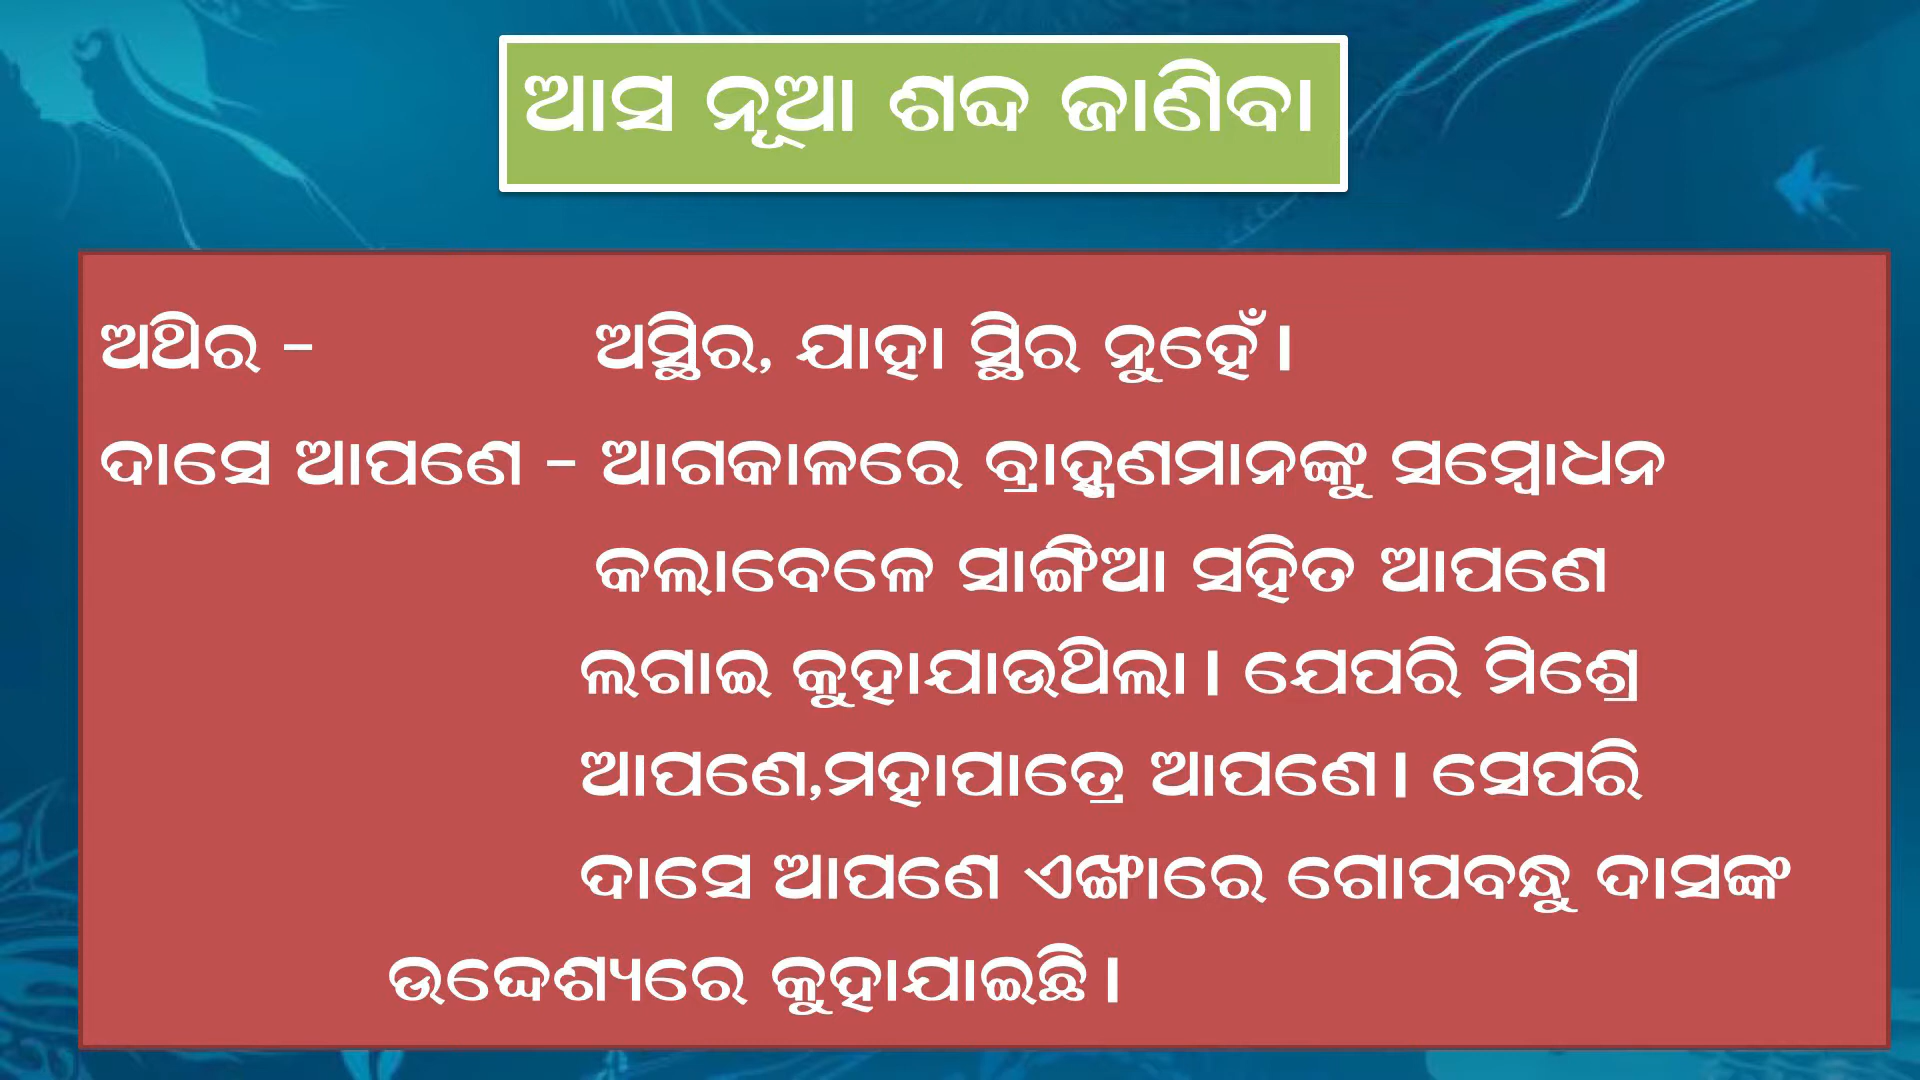 ଆସ ନୂଆ ଶବ୍ଦ ଜାଣିବା
ଅଥିର – ଅସ୍ଥିର, ଯାହା ସ୍ଥିର ନୁହେଁ ।
ଦାସେ ଆପଣେ – ଆଗକାଳରେ ବ୍ରାହ୍ମଣମାନଙ୍କୁ ସମ୍ବୋଧନ
କଲାବେଳେ ସାଙ୍ଗିଆ ସହିତ ଆପଣେ
ଲଗାଇ କୁହାଯାଉଥିଲା । ଯେପରି ମିଶ୍ରେ
ଆପଣେ,ମହାପାତ୍ରେ ଆପଣେ । ସେପରି
ଦାସେ ଆପଣେ ଏଙ୍ଖାରେ ଗୋପବନ୍ଧୁ ଦାସଙ୍କ
ଉଦ୍ଦେଶ୍ୟରେ କୁହାଯାଇଛି ।